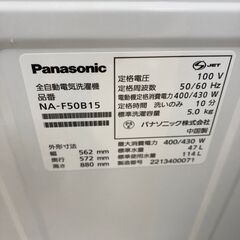 Panasonic
全自動電気洗濯機
品番
NA-F50B15
外形寸法
幅 562 mm
奥行 572 mm
高さ 880 mm
JET
定格電圧 100 V
定格周波数 50/60 Hz
定格消費電力 400/430 W
定格時間 洗いのみ 10 分
標準洗濯容量 5.0 kg
パナソニック株式会社
中国製
最大消費電力 400/430 W
標準水量 47 L
標準使用水量 114 L
2213400071